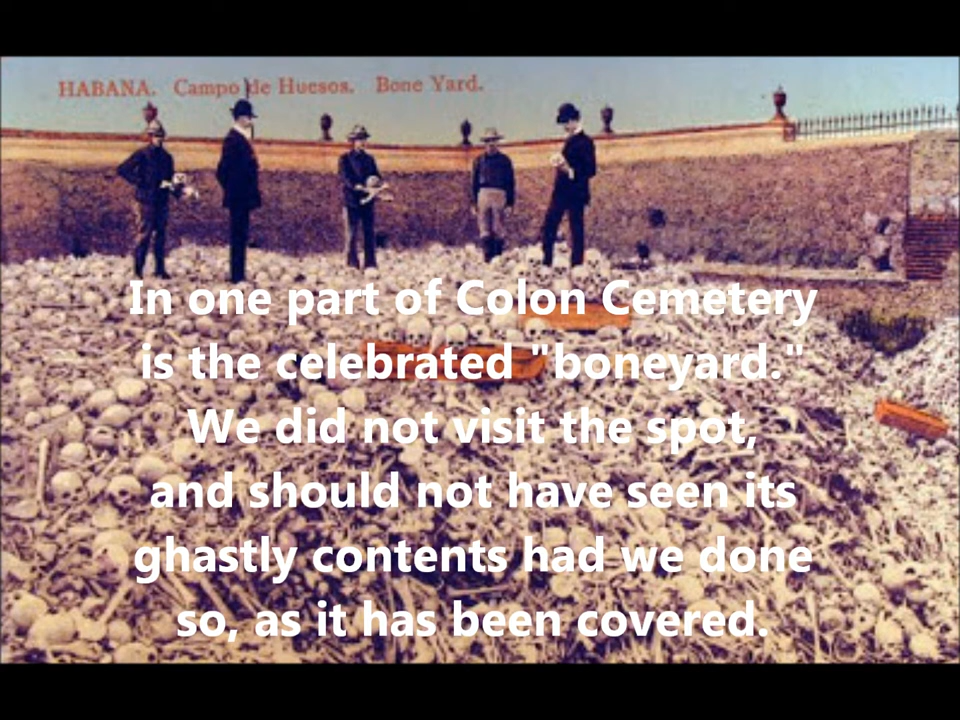 HABANA. Campo de Huesos. Bone Yard.
In one part of Colon Cemetery
is the celebrated "boneyard."
We did not visit the spot,
and should not have seen its
ghastly contents had we done
so, as it has been covered.